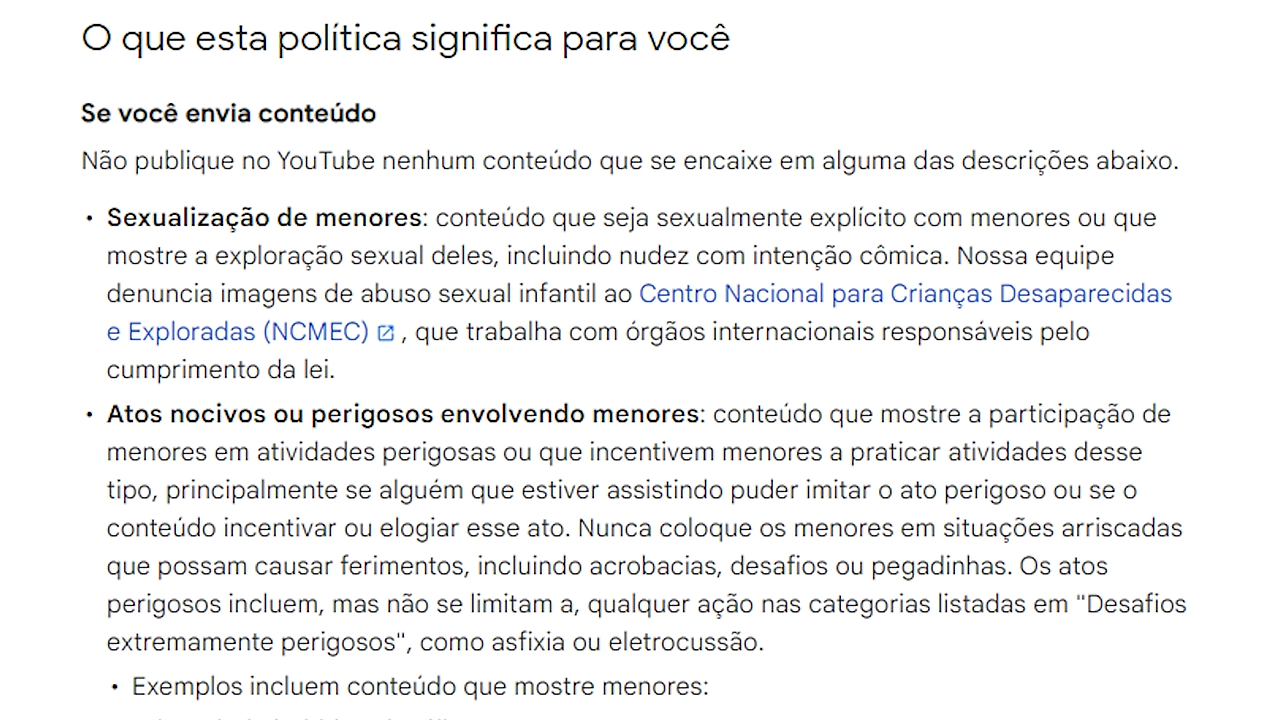 O que esta política significa para você
Se você envia conteúdo
Não publique no YouTube nenhum conteúdo que se encaixe em alguma das descrições abaixo.
• Sexualização de menores: conteúdo que seja sexualmente explícito com menores ou que
mostre a exploração sexual deles, incluindo nudez com intenção cômica. Nossa equipe
denuncia imagens de abuso sexual infantil ao Centro Nacional para Crianças Desaparecidas
e Exploradas (NCMEC) , que trabalha com órgãos internacionais responsáveis pelo
cumprimento da lei.
• Atos nocivos ou perigosos envolvendo menores: conteúdo que mostre a participação de
menores em atividades perigosas ou que incentivem menores a praticar atividades desse
tipo, principalmente se alguém que estiver assistindo puder imitar o ato perigoso ou se o
conteúdo incentivar ou elogiar esse ato. Nunca coloque os menores em situações arriscadas
que possam causar ferimentos, incluindo acrobacias, desafios ou pegadinhas. Os atos
perigosos incluem, mas não se limitam a, qualquer ação nas categorias listadas em "Desafios
extremamente perigosos", como asfixia ou eletrocussão.
• Exemplos incluem conteúdo que mostre menores: